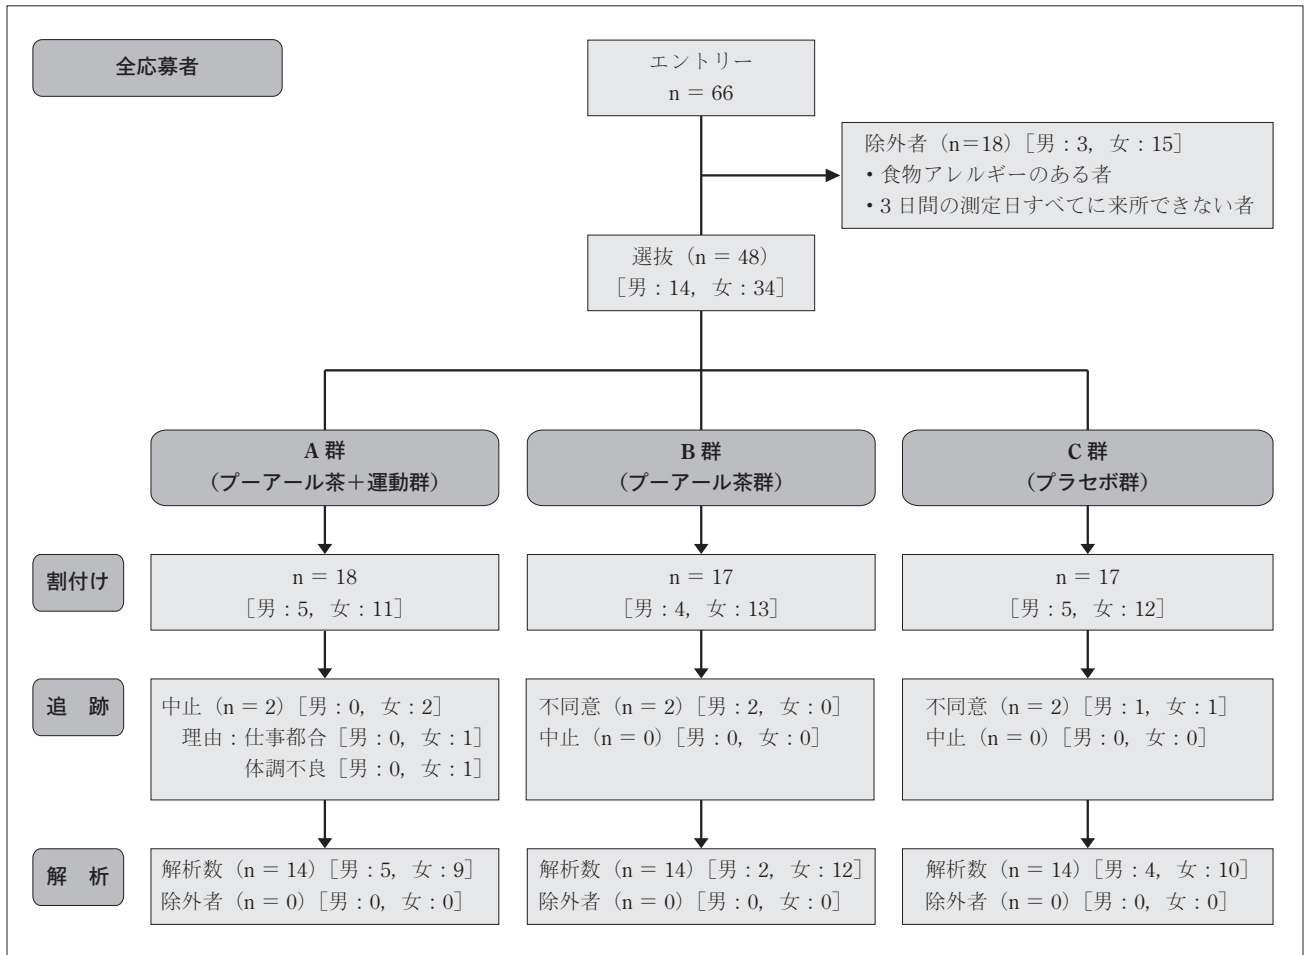 全応募者
エントリー
n = 66
除外者（n＝18）［男：3, 女：15］
・食物アレルギーのある者
・3 日間の測定日すべてに来所できない者
選抜（n = 48）
［男：14, 女：34］
A 群
（プーアール茶＋運動群）
B 群
（プーアール茶群）
C 群
（プラセボ群）
割付け
n = 18
［男：5, 女：11］
n = 17
［男：4, 女：13］
n = 17
［男：5, 女：12］
追 跡
中止（n = 2）［男：0, 女：2］
理由：仕事都合［男：0, 女：1］
体調不良［男：0, 女：1］
不同意（n = 2）［男：2, 女：0］
中止（n = 0）［男：0, 女：0］
不同意（n = 2）［男：1, 女：1］
中止（n = 0）［男：0, 女：0］
解 析
解析数（n = 14）［男：5, 女：9］
除外者（n = 0）［男：0, 女：0］
解析数（n = 14）［男：2, 女：12］
除外者（n = 0）［男：0, 女：0］
解析数（n = 14）［男：4, 女：10］
除外者（n = 0）［男：0, 女：0］